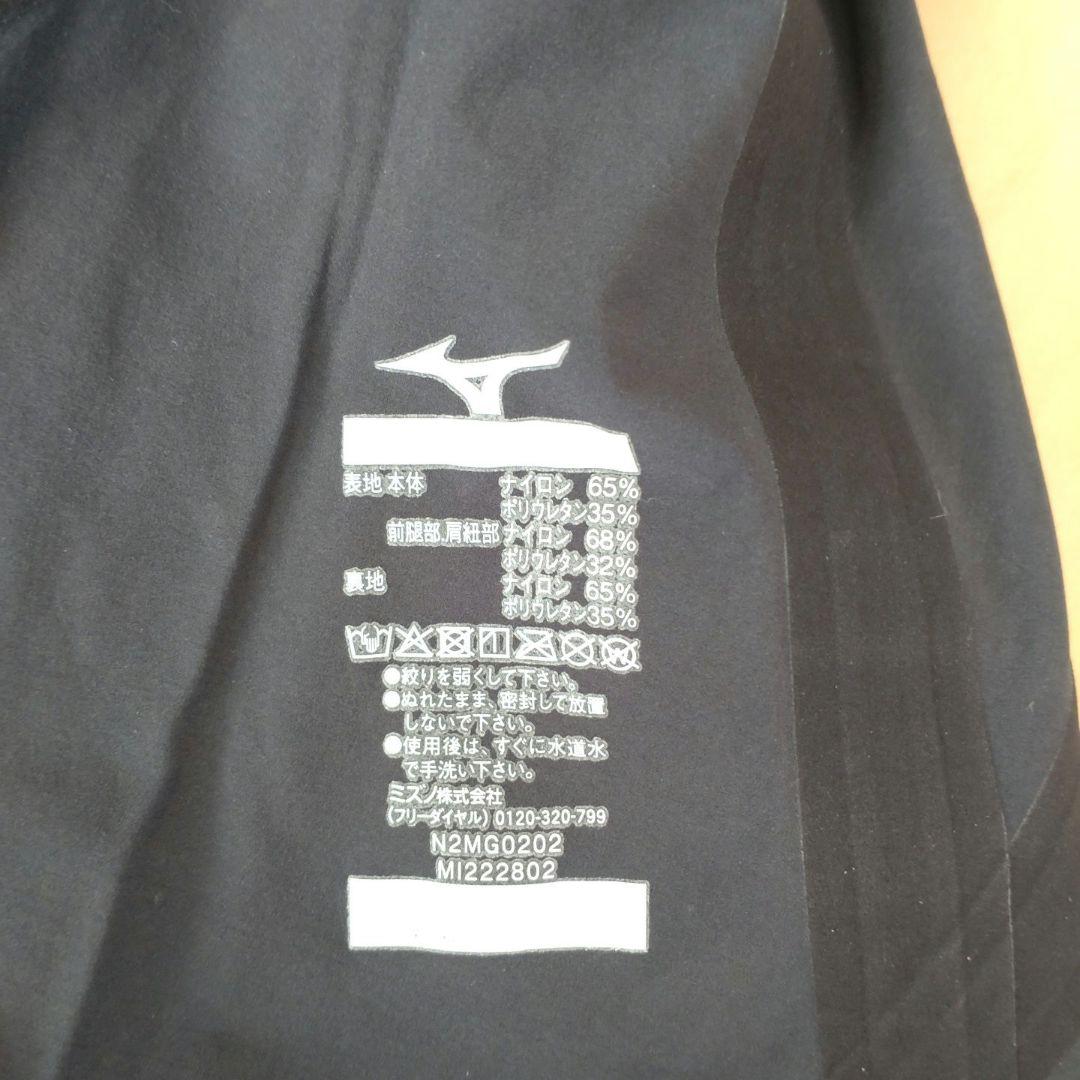 表地 本体 ナイロン 65%
ポリウレタン35%
前腿部.肩紐部 ナイロン 68%
ポリウレタン32%
裏地 ナイロン 65%
ポリウレタン35%
●絞りを弱くして下さい。
●ぬれたまま、密封して放置
しないで下さい。
●使用後は、すぐに水道水
で手洗い下さい。
ミズノ株式会社
(フリーダイヤル) 0120-320-799
N2MG0202
MI222802